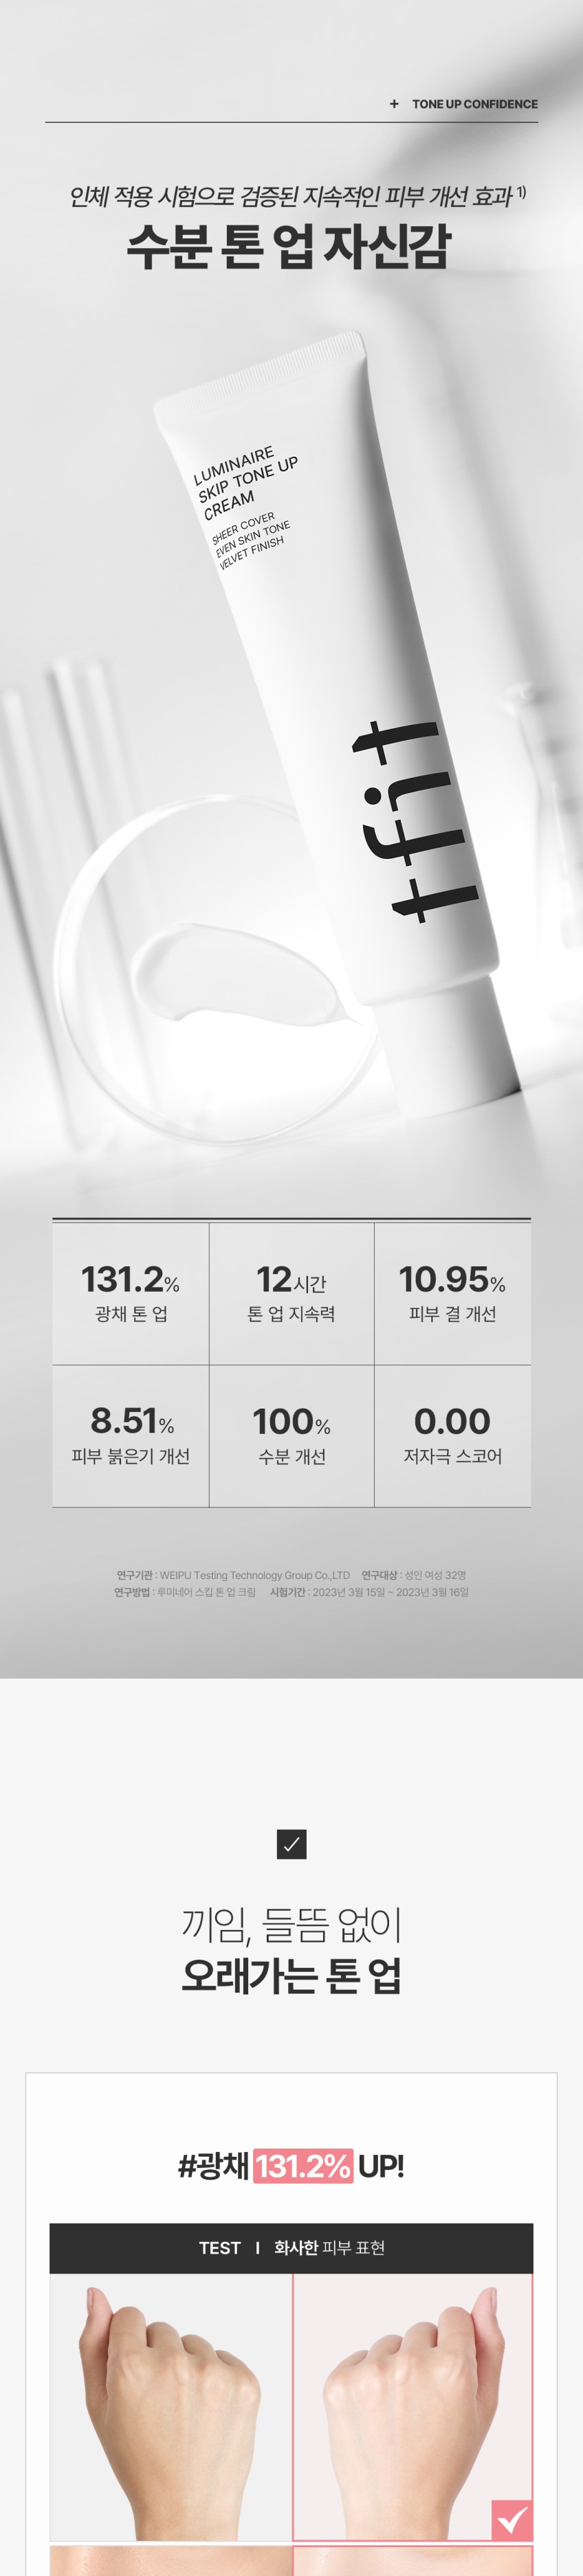 + TONE UP CONFIDENCE
인체 적용 시험으로 검증된 지속적인 피부 개선 효과 1)
수분 톤 업 자신감
LUMINAIRE
SKIP TONE UP
CREAM
SHEER COVER
EVEN SKIN TONE
VELVET FINISH
tfit
131.2% 12시간 10.95%
광채 톤 업 톤 업 지속력 피부 결 개선
8.51% 100% 0.00
피부 붉은기 개선 수분 개선 저자극 스코어
연구기관 : WEIPU Testing Technology Group Co.,LTD 연구대상 : 성인 여성 32명
연구방법 : 루미네어 스킵 톤 업 크림 시험기간 : 2023년 3월 15일 ~ 2023년 3월 16일
끼임, 들뜸 없이
오래가는 톤 업
#광채 131.2% UP!
TEST I 화사한 피부 표현